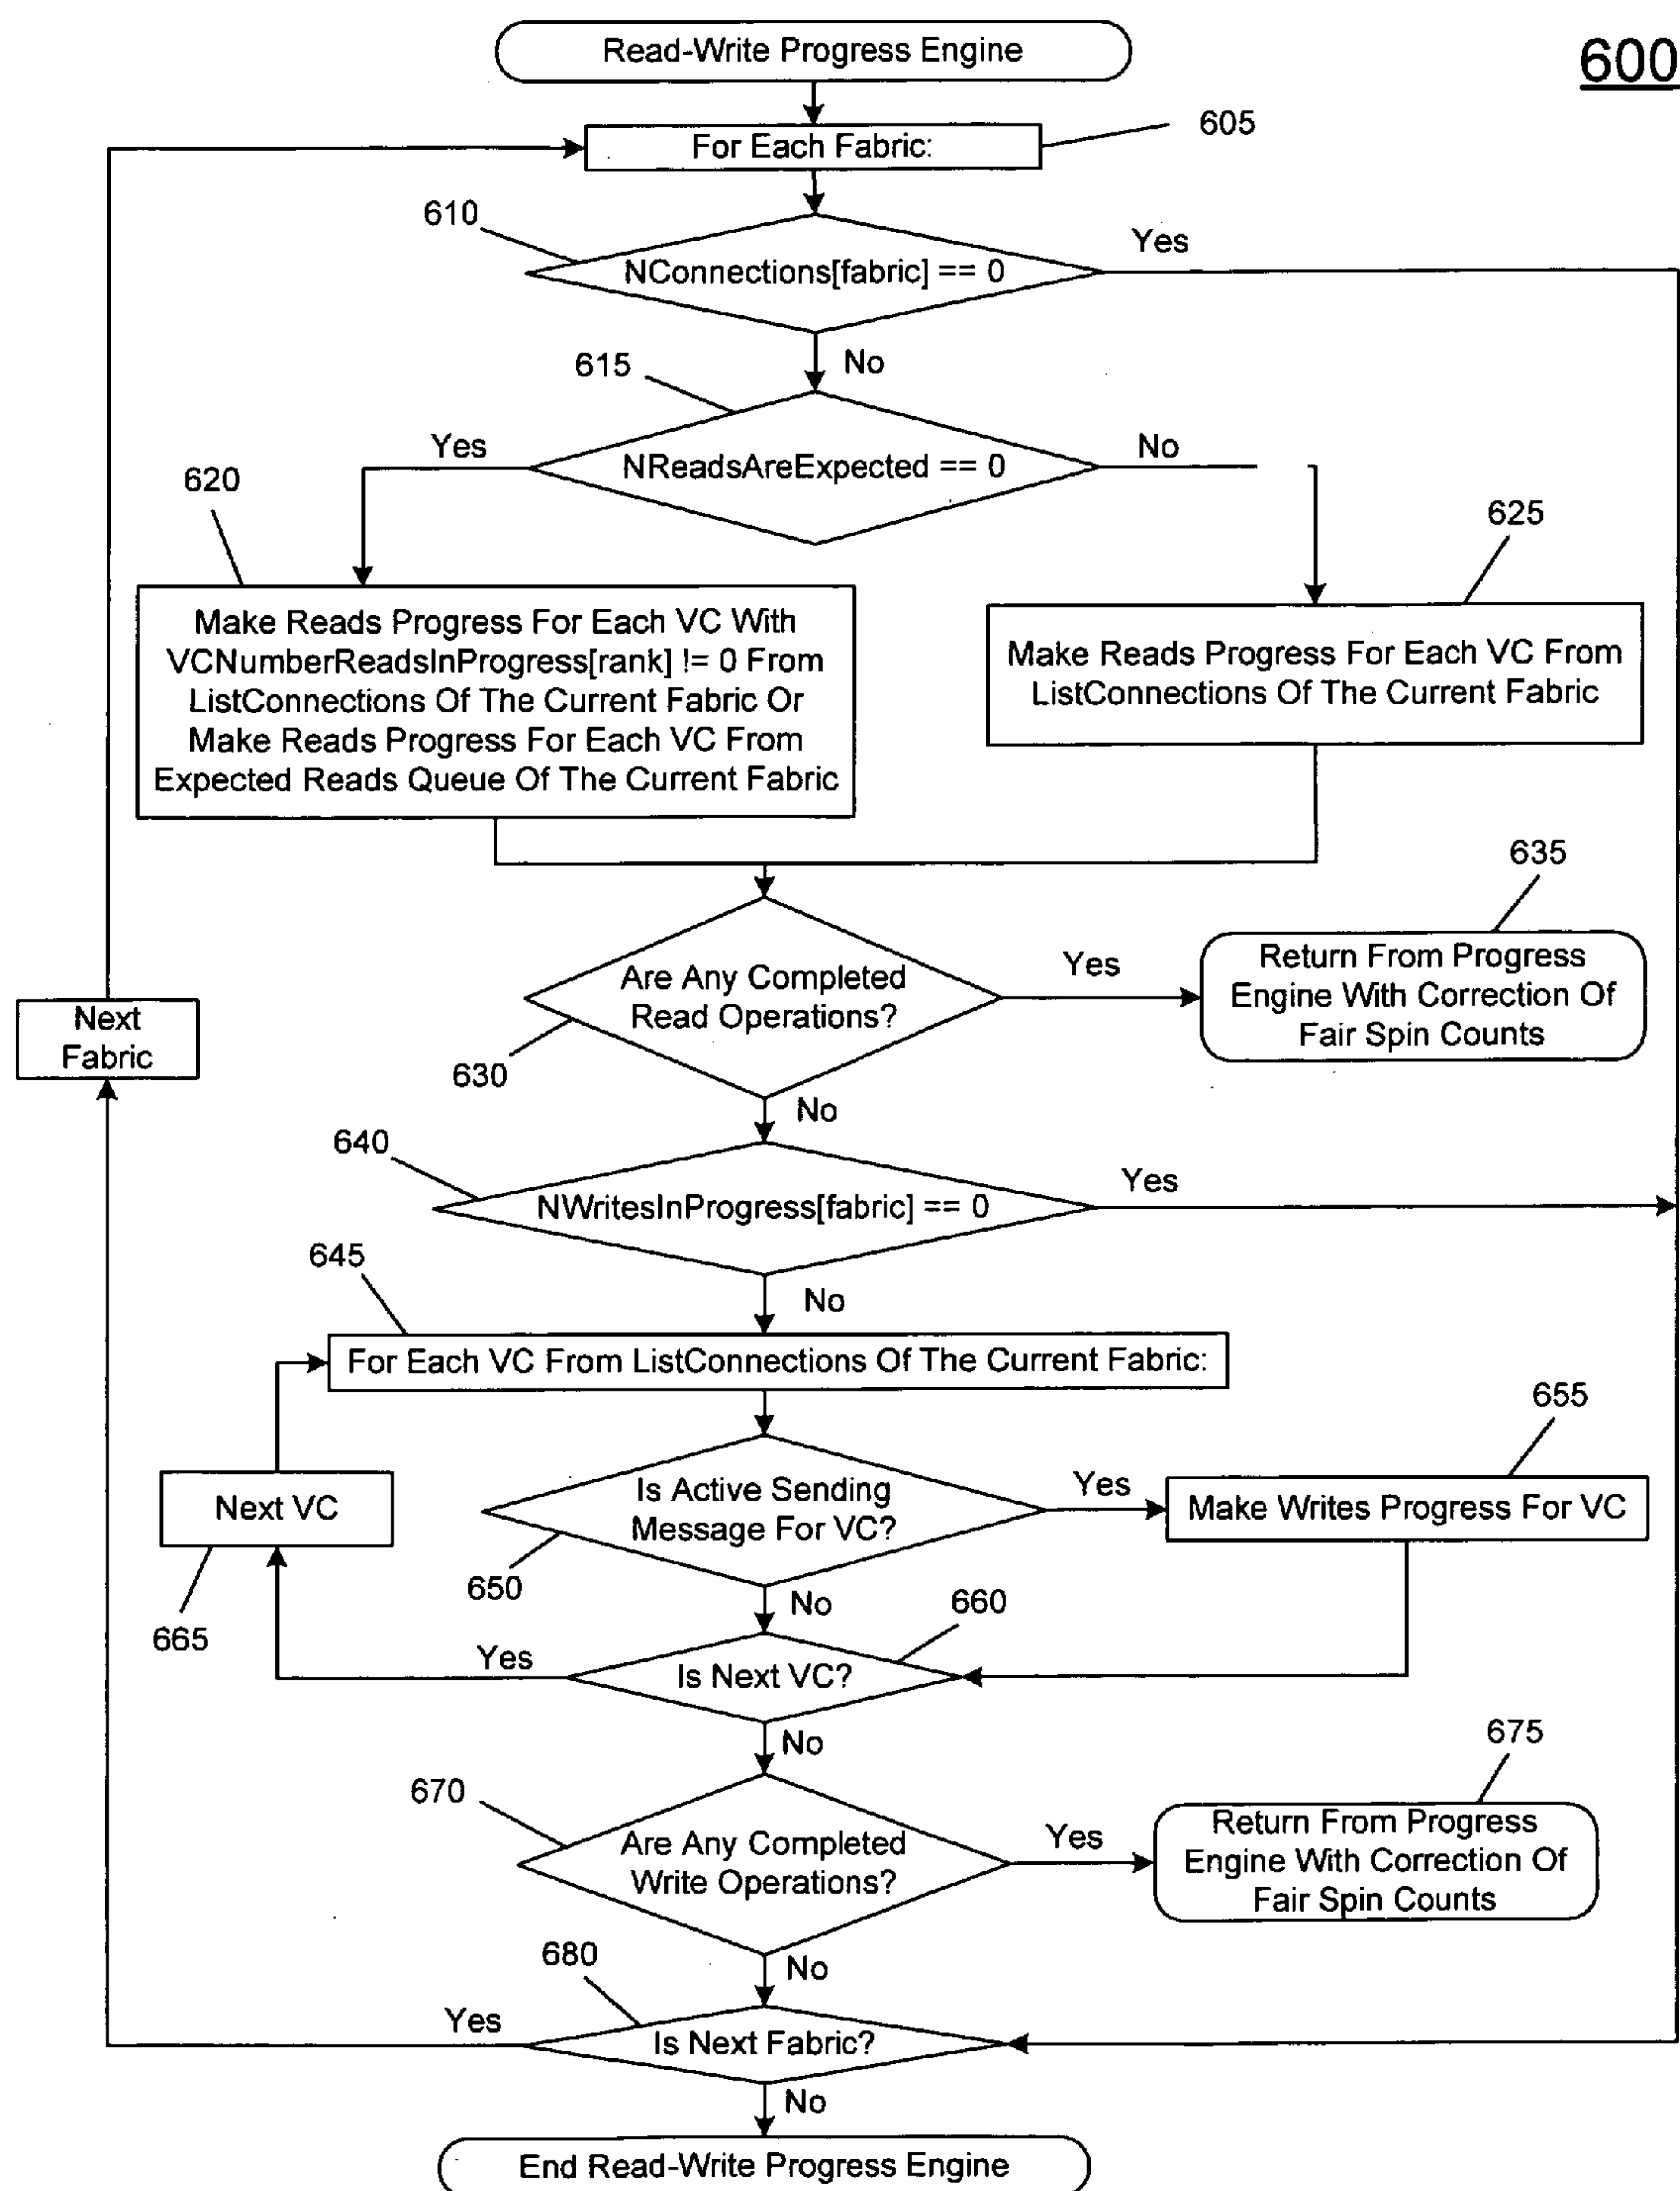 Read-Write Progress Engine
600
For Each Fabric:
605
610
NConnections[fabric] == 0
Yes
No
615
NReadsAreExpected == 0
Yes
No
620
625
Make Reads Progress For Each VC With
VCNumberReadsInProgress[rank] != 0 From
ListConnections Of The Current Fabric Or
Make Reads Progress For Each VC From
Expected Reads Queue Of The Current Fabric
Make Reads Progress For Each VC From
ListConnections Of The Current Fabric
635
Are Any Completed
Read Operations?
Yes
Return From Progress
Engine With Correction Of
Fair Spin Counts
Next
Fabric
630
No
640
NWritesInProgress[fabric] == 0
Yes
645
No
For Each VC From ListConnections Of The Current Fabric:
655
Is Active Sending
Message For VC?
Yes
Make Writes Progress For VC
Next VC
650
No
660
665
Yes
Is Next VC?
No
675
670
Are Any Completed
Write Operations?
Yes
Return From Progress
Engine With Correction Of
Fair Spin Counts
680
No
Yes
Is Next Fabric?
No
End Read-Write Progress Engine